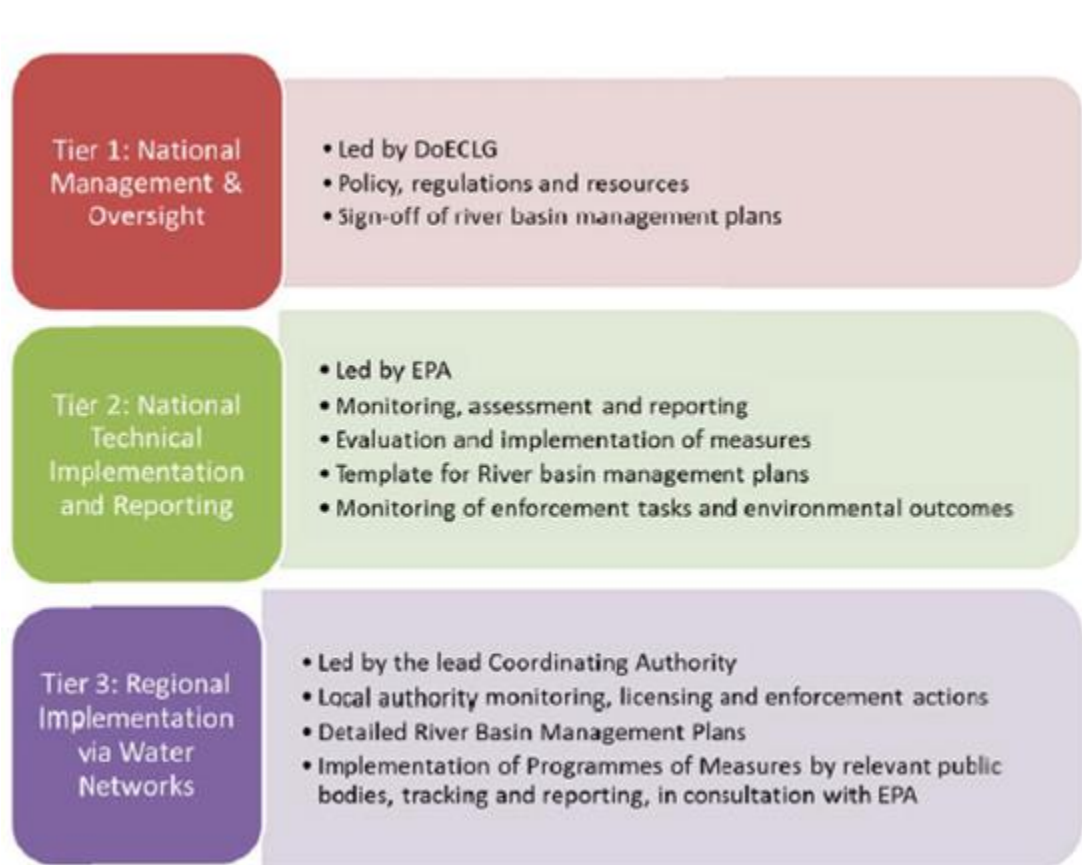 Tier 1: National
Management &
Oversight
• Led by DoECLG
• Policy, regulations and resources
• Sign-off of river basin management plans
Tier 2: National
Technical
Implementation
and Reporting
• Led by EPA
• Monitoring, assessment and reporting
• Evaluation and implementation of measures
• Template for River basin management plans
• Monitoring of enforcement tasks and environmental outcomes
Tier 3: Regional
Implementation
via Water
Networks
• Led by the lead Coordinating Authority
• Local authority monitoring, licensing and enforcement actions
• Detailed River Basin Management Plans
• Implementation of Programmes of Measures by relevant public
bodies, tracking and reporting, in consultation with EPA